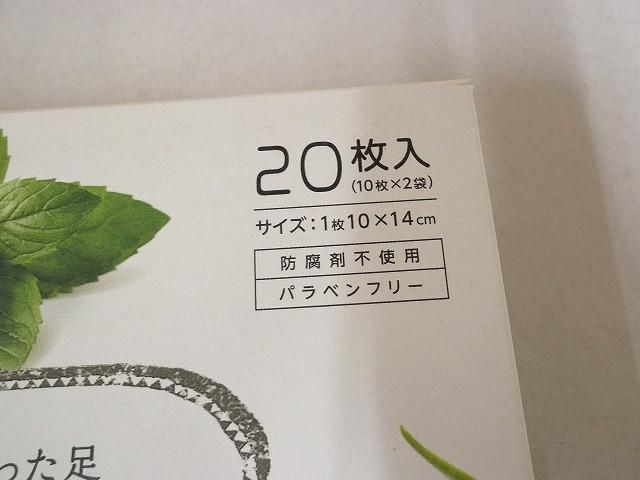 20枚入
(10枚×2袋)
サイズ：1枚10×14cm
防腐剤不使用
パラベンフリー
った足